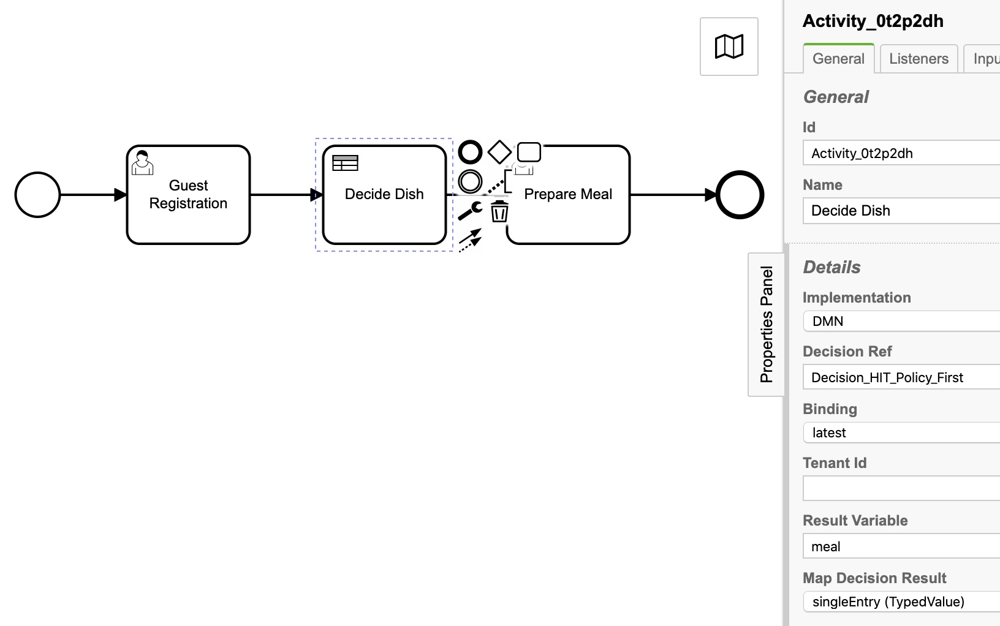 Guest
Registration
Decide Dish
Prepare Meal
Properties Panel
Activity_0t2p2dh
General
Listeners
Inpu
General
Id
Activity_0t2p2dh
Name
Decide Dish
Details
Implementation
DMN
Decision Ref
Decision_HIT_Policy_First
Binding
latest
Tenant Id
Result Variable
meal
Map Decision Result
singleEntry (TypedValue)